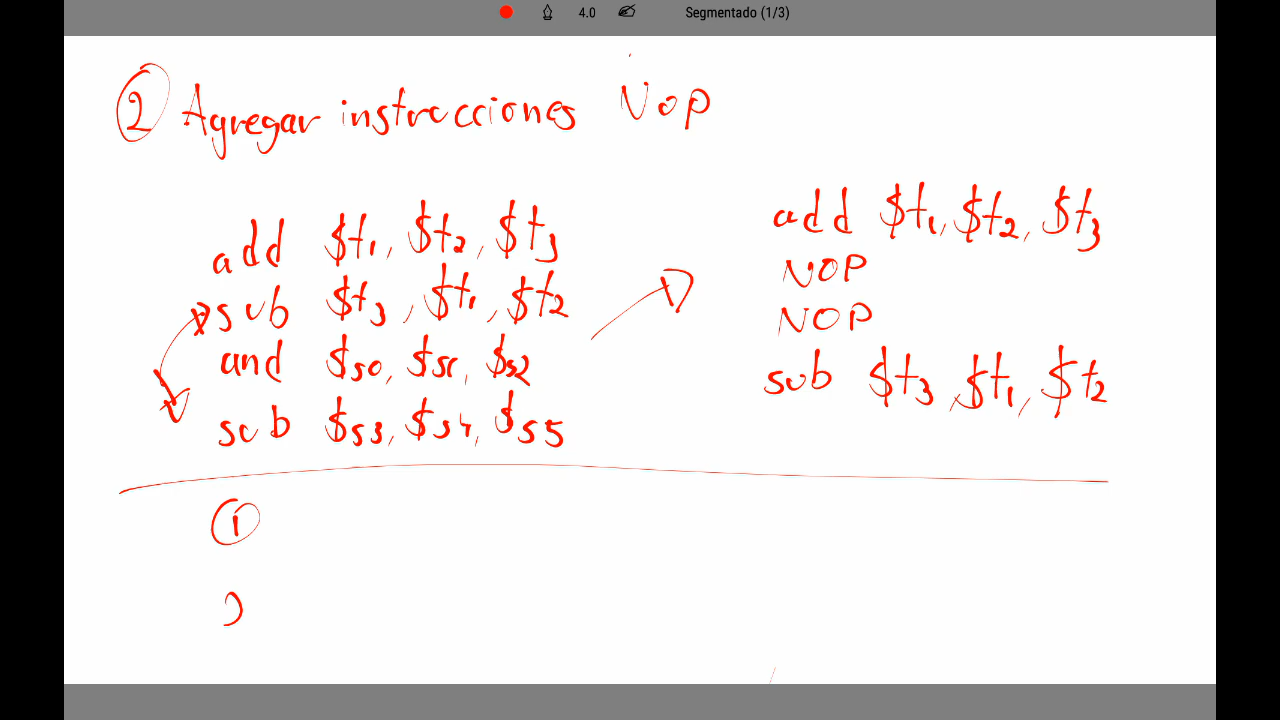 4.0 Segmentado (1/3)
2 Agregar instrucciones NOP
add $t1, $t2, $t3
sub $t3, $t1, $t2
and $s0, $s1, $s2
sub $s3, $s4, $s5
add $t1, $t2, $t3
NOP
NOP
sub $t3, $t1, $t2
1